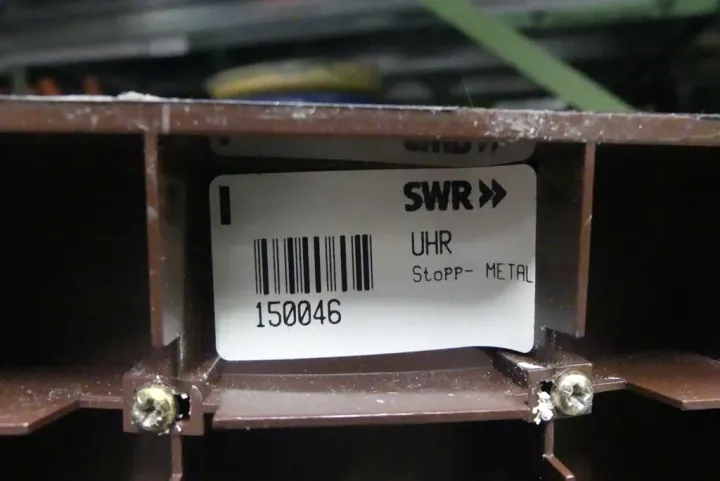 SWR
UHR
StoPP- METAL
150046